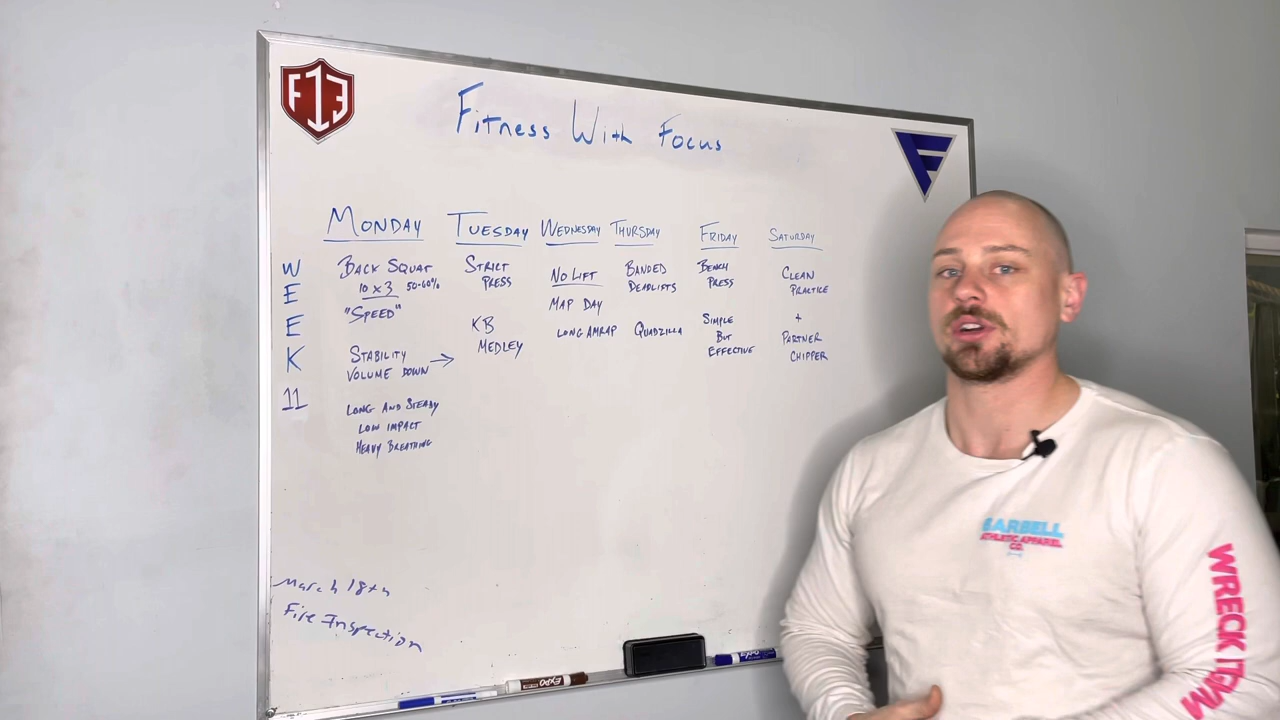 F13
Fitness With Focus
F
WEEK 11
MONDAY
BACK SQUAT
10 x 3 50-60%
"SPEED"
STABILITY
VOLUME DOWN →
LONG AND STEADY
LOW IMPACT
HEAVY BREATHING
TUESDAY
STRICT
PRESS
KB
MEDLEY
WEDNESDAY
NO LIFT
MAP DAY
LONG AMRAP
THURSDAY
BANDED
DEADLIFTS
QUADZILLA
FRIDAY
BENCH
PRESS
SIMPLE
BUT
EFFECTIVE
SATURDAY
CLEAN
PRACTICE
+
PARTNER
CHIPPER
March 18th
Fire Inspection
EXPO
EXPO
BARBELL
ATHLETIC APPAREL
CO.
WRECK GYM